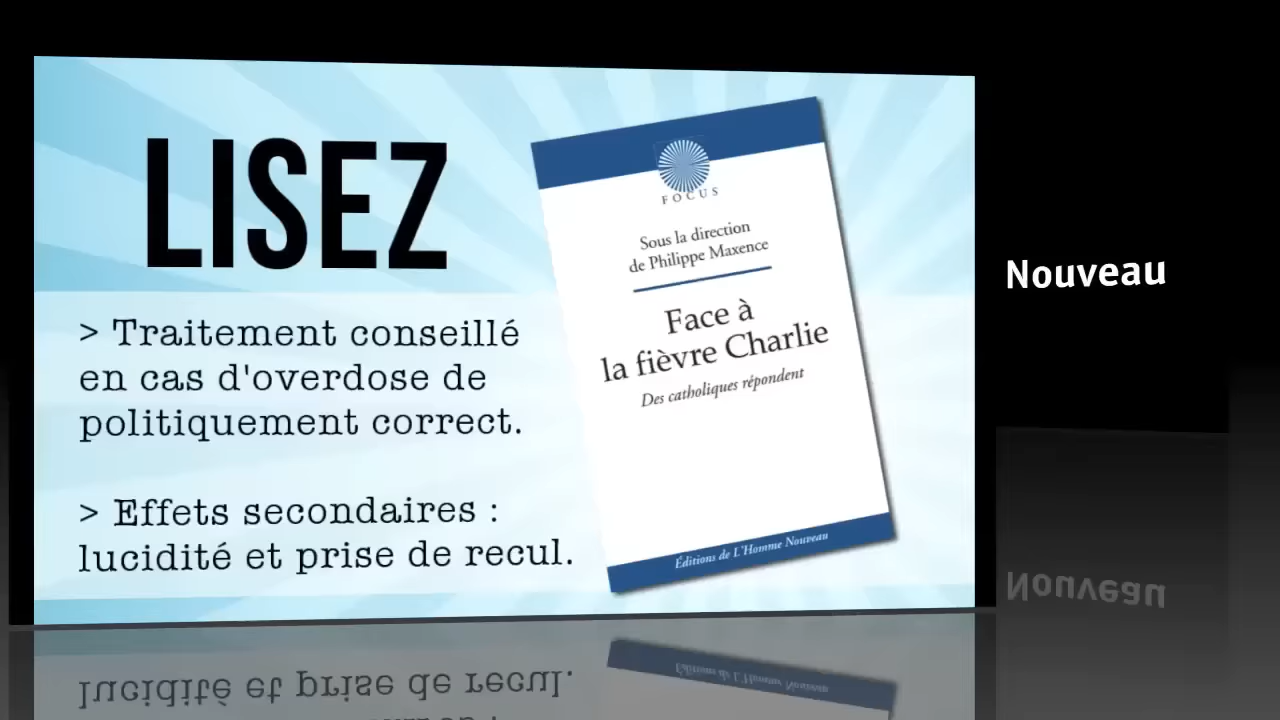 LISEZ
> Traitement conseillé
en cas d'overdose de
politiquement correct.
> Effets secondaires :
lucidité et prise de recul.
FOCUS
Sous la direction
de Philippe Maxence
Face à
la fièvre Charlie
Des catholiques répondent
Éditions de L'Homme Nouveau
Nouveau